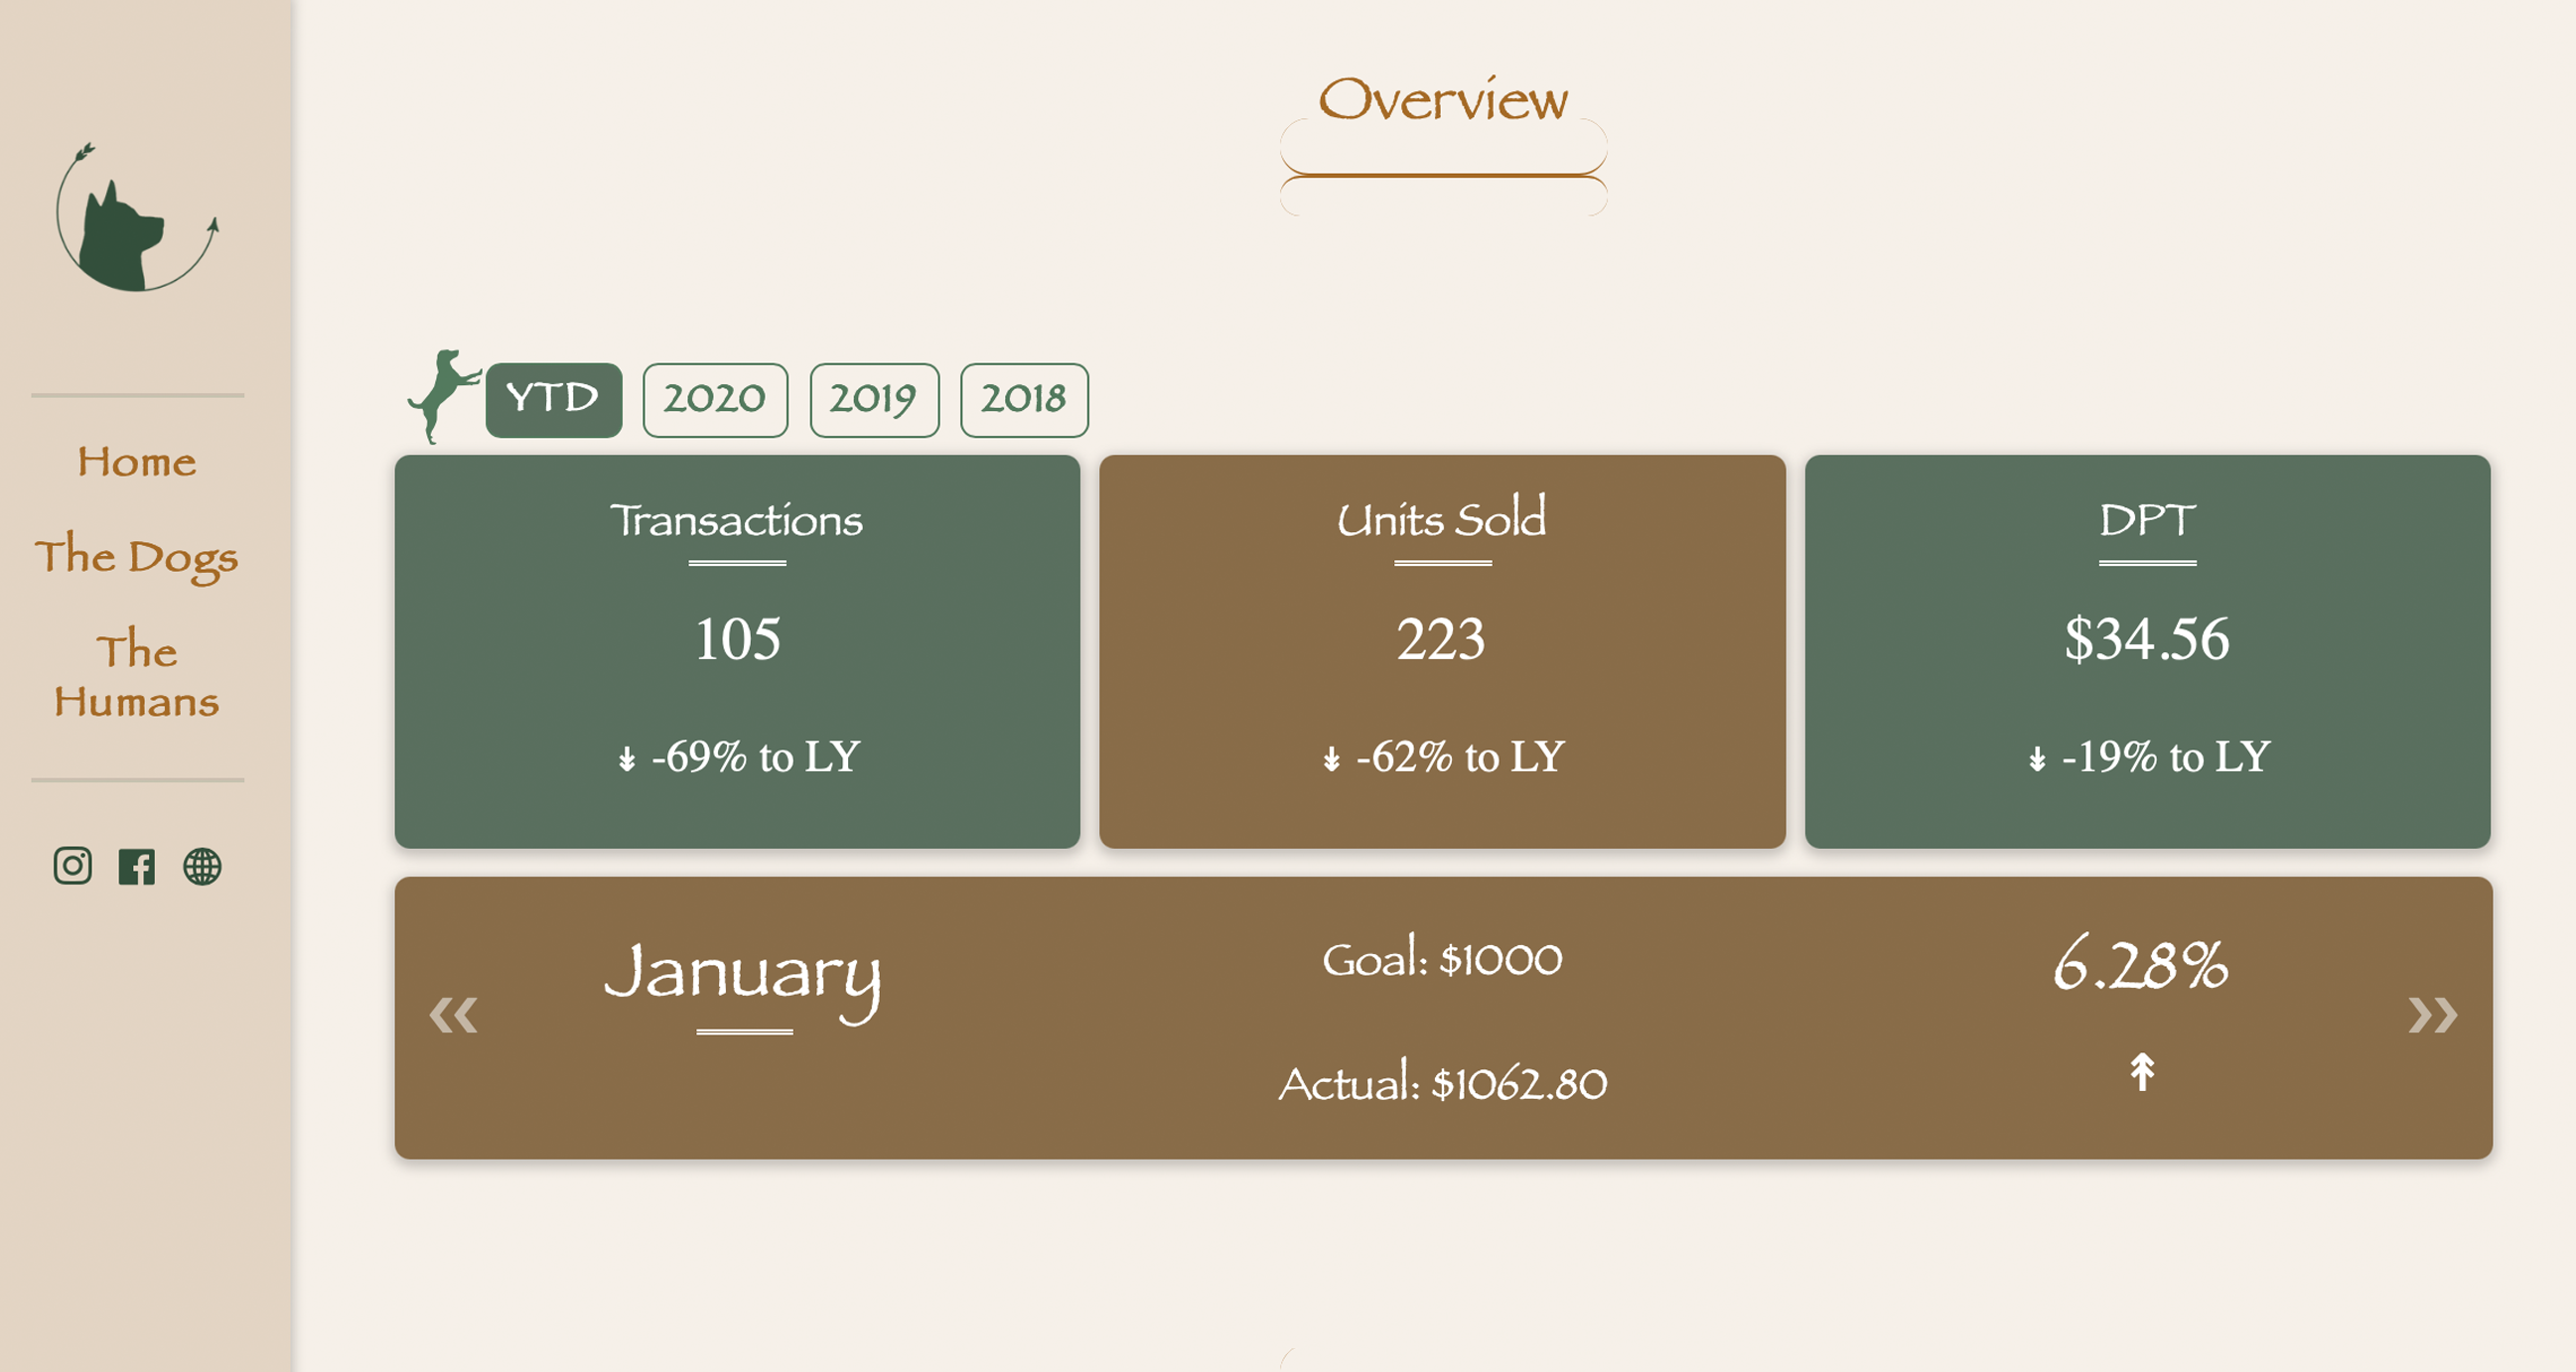 Overview
Home
The Dogs
The
Humans
YTD 2020 2019 2018
Transactions
105
↡ -69% to LY
Units Sold
223
↡ -62% to LY
DPT
$34.56
↡ -19% to LY
January
Goal: $1000
Actual: $1062.80
6.28%
↟